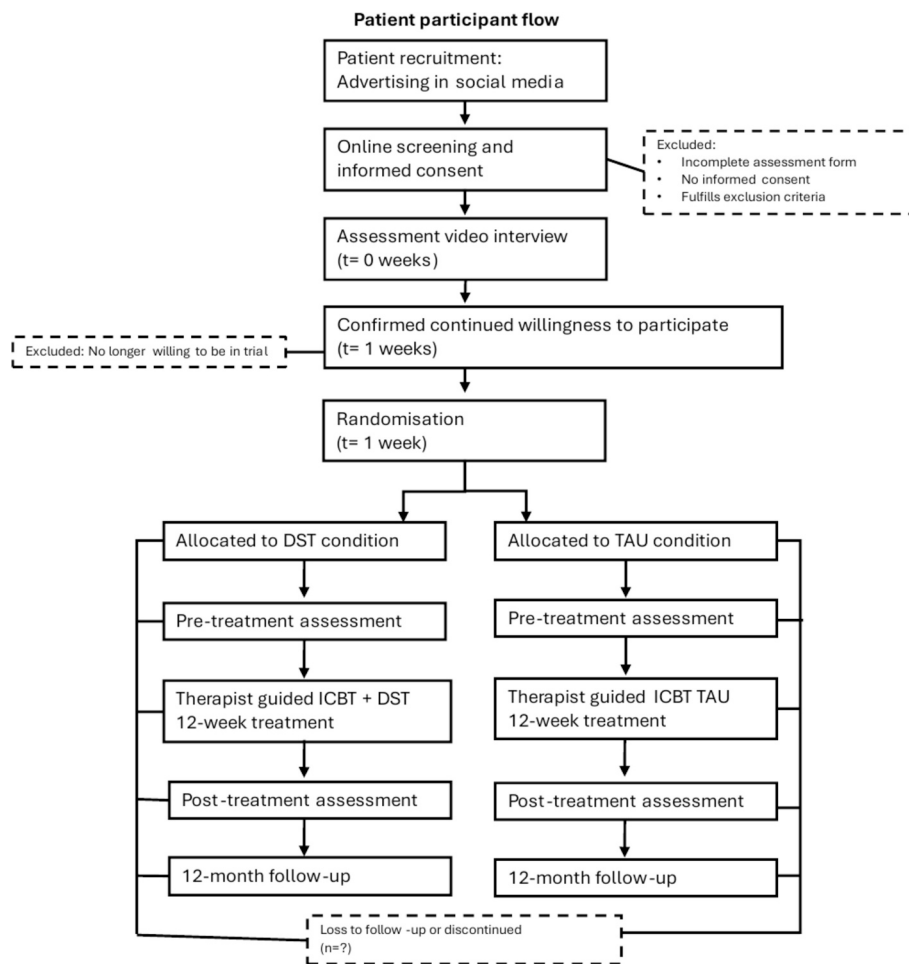 Patient participant flow
Patient recruitment:
Advertising in social media
Online screening and
informed consent
Excluded:
• Incomplete assessment form
• No informed consent
• Fulfills exclusion criteria
Assessment video interview
(t= 0 weeks)
Confirmed continued willingness to participate
(t= 1 weeks)
Excluded: No longer willing to be in trial
Randomisation
(t= 1 week)
Allocated to DST condition
Allocated to TAU condition
Pre-treatment assessment
Pre-treatment assessment
Therapist guided ICBT + DST
12-week treatment
Therapist guided ICBT TAU
12-week treatment
Post-treatment assessment
Post-treatment assessment
12-month follow-up
12-month follow-up
Loss to follow -up or discontinued
(n=?)